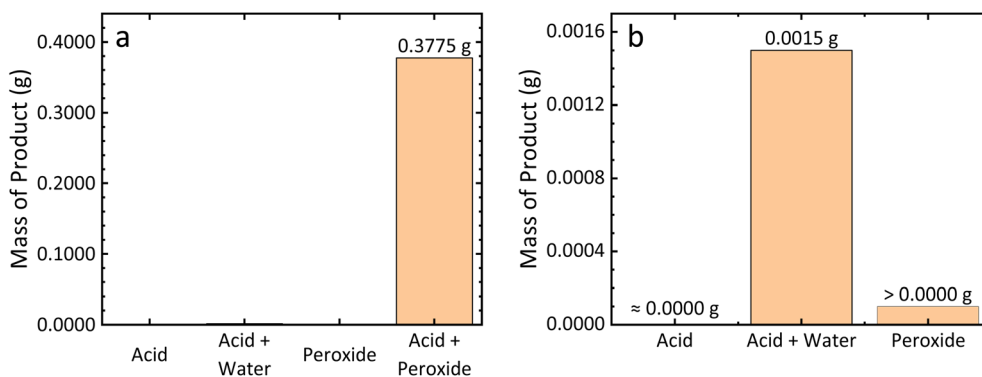 a
Mass of Product (g)
0.4000
0.3000
0.2000
0.1000
0.0000
0.3775 g
Acid
Acid +
Water
Peroxide
Acid +
Peroxide
b
Mass of Product (g)
0.0016
0.0012
0.0008
0.0004
0.0000
≈ 0.0000 g
0.0015 g
> 0.0000 g
Acid
Acid + Water
Peroxide